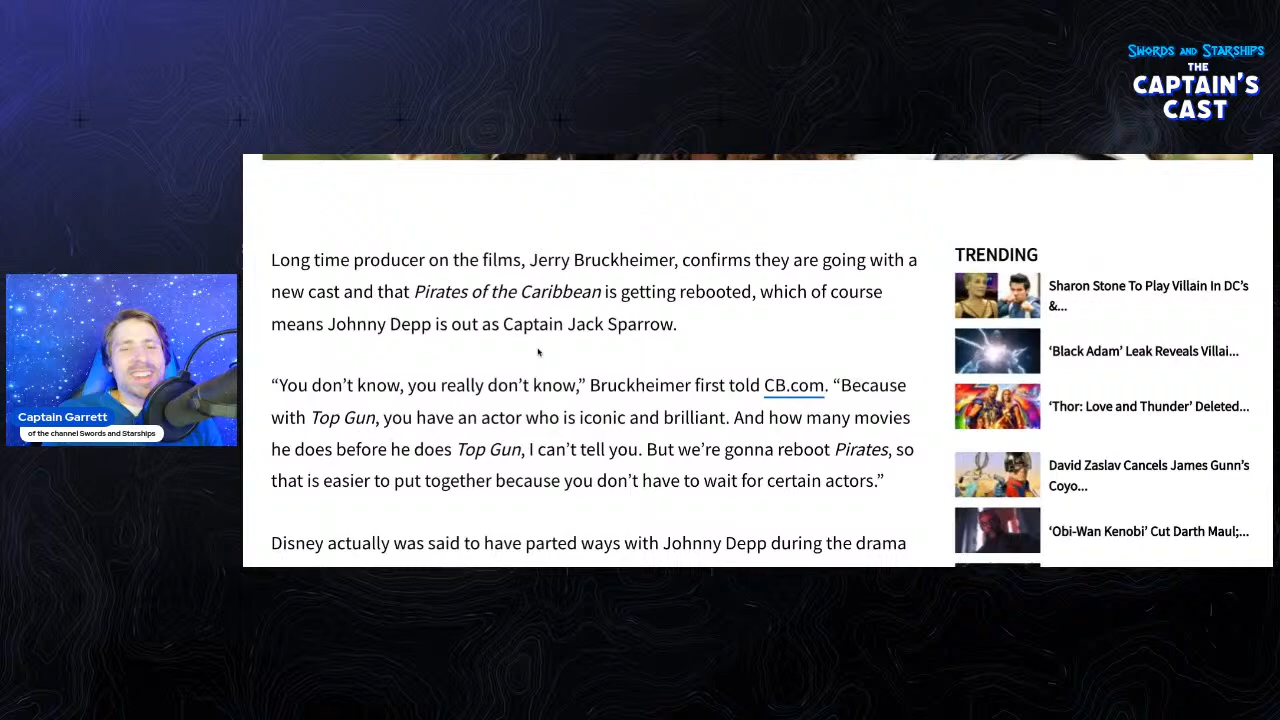 SWORDS AND STARSHIPS
THE
CAPTAIN'S
CAST
Long time producer on the films, Jerry Bruckheimer, confirms they are going with a
new cast and that Pirates of the Caribbean is getting rebooted, which of course
means Johnny Depp is out as Captain Jack Sparrow.
“You don’t know, you really don’t know,” Bruckheimer first told CB.com. “Because
with Top Gun, you have an actor who is iconic and brilliant. And how many movies
he does before he does Top Gun, I can’t tell you. But we’re gonna reboot Pirates, so
that is easier to put together because you don’t have to wait for certain actors.”
Disney actually was said to have parted ways with Johnny Depp during the drama
TRENDING
Sharon Stone To Play Villain In DC’s
&...
‘Black Adam’ Leak Reveals Villai...
‘Thor: Love and Thunder’ Deleted...
David Zaslav Cancels James Gunn’s
Coyo...
‘Obi-Wan Kenobi’ Cut Darth Maul;...
Captain Garrett
of the channel Swords and Starships